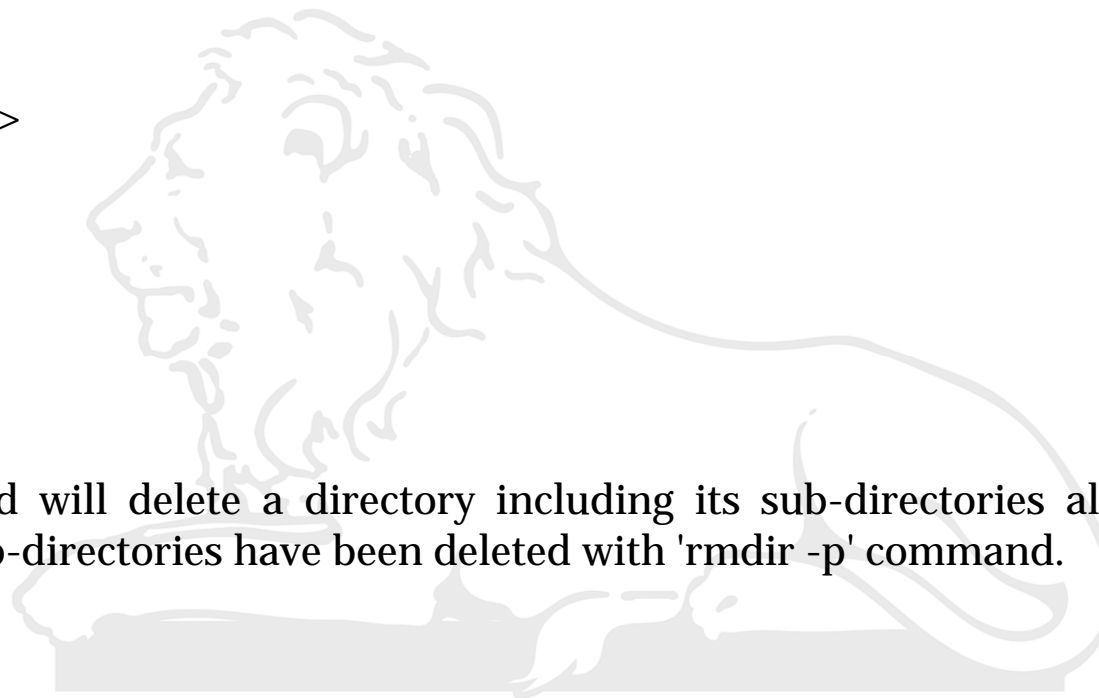 >
d will delete a directory including its sub-directories al
o-directories have been deleted with 'rmdir -p' command.